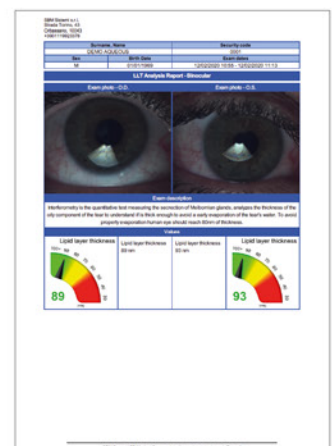 SBM Sistemi s.r.l.
Strada Torino, 43
Orbassano, 10043
Surname, Name
Security code
DEMO AQUEOUS
0001
Sex
Birth Date
Exam dates
M
01/01/1969
12/02/2020 10:58 - 12/02/2020 11:13
LLT Analysis Report - Binocular
Exam photo - O.D.
Exam photo - O.S.
Exam description
Interferometry is the quantitative test measuring the secretion of Meibomian glands, analyzes the thickness of the
oily component of the tear to understand if is thick enough to avoid a early evaporation of the tear's water. To avoid
properly evaporation human eye should reach 80nm of thickness.
Values
Lipid layer thickness
89
Lipid layer thickness
89 nm
Lipid layer thickness
93 nm
Lipid layer thickness
93